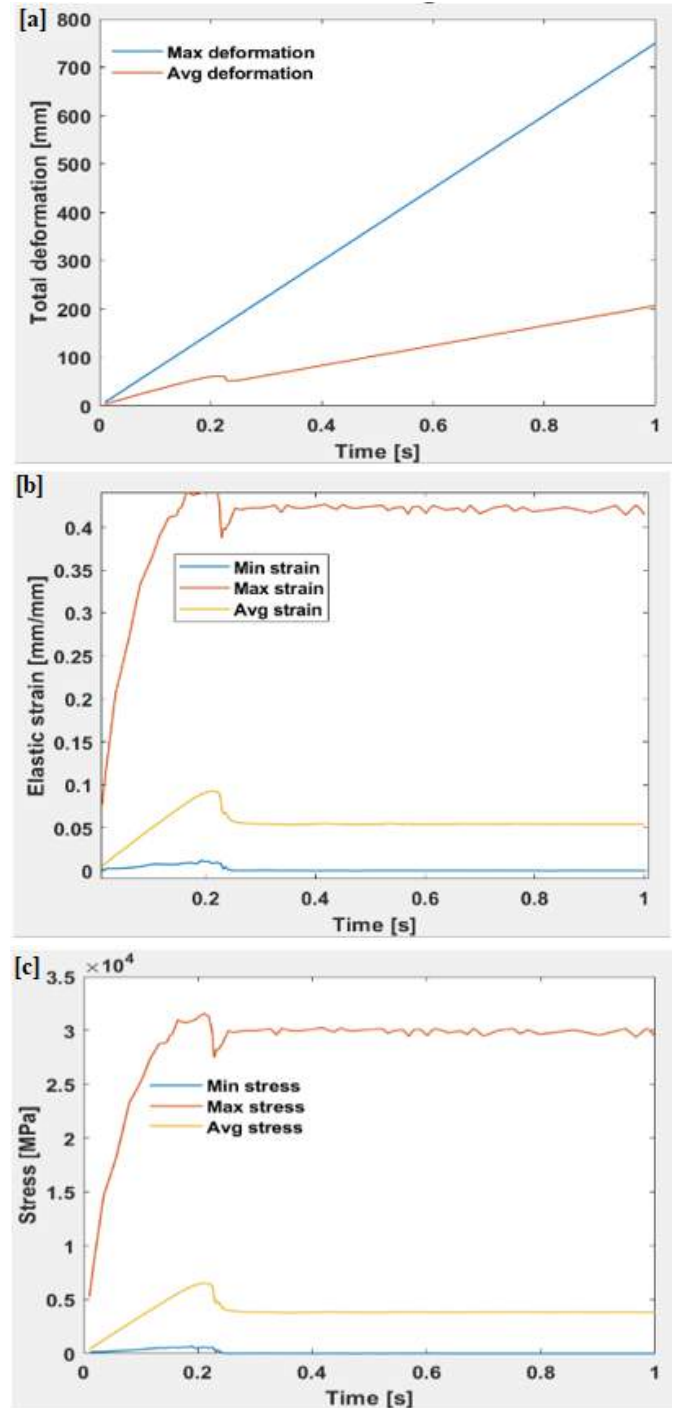 [a]
800
700
600
500
400
300
200
100
0
Total deformation [mm]
Max deformation
Avg deformation
0 0.2 0.4 0.6 0.8 1
Time [s]
[b]
0.4
0.35
0.3
0.25
0.2
0.15
0.1
0.05
0
Elastic strain [mm/mm]
Min strain
Max strain
Avg strain
0.2 0.4 0.6 0.8 1
Time [s]
[c]
×10⁴
3.5
3
2.5
2
1.5
1
0.5
0
Stress [MPa]
Min stress
Max stress
Avg stress
0 0.2 0.4 0.6 0.8 1
Time [s]